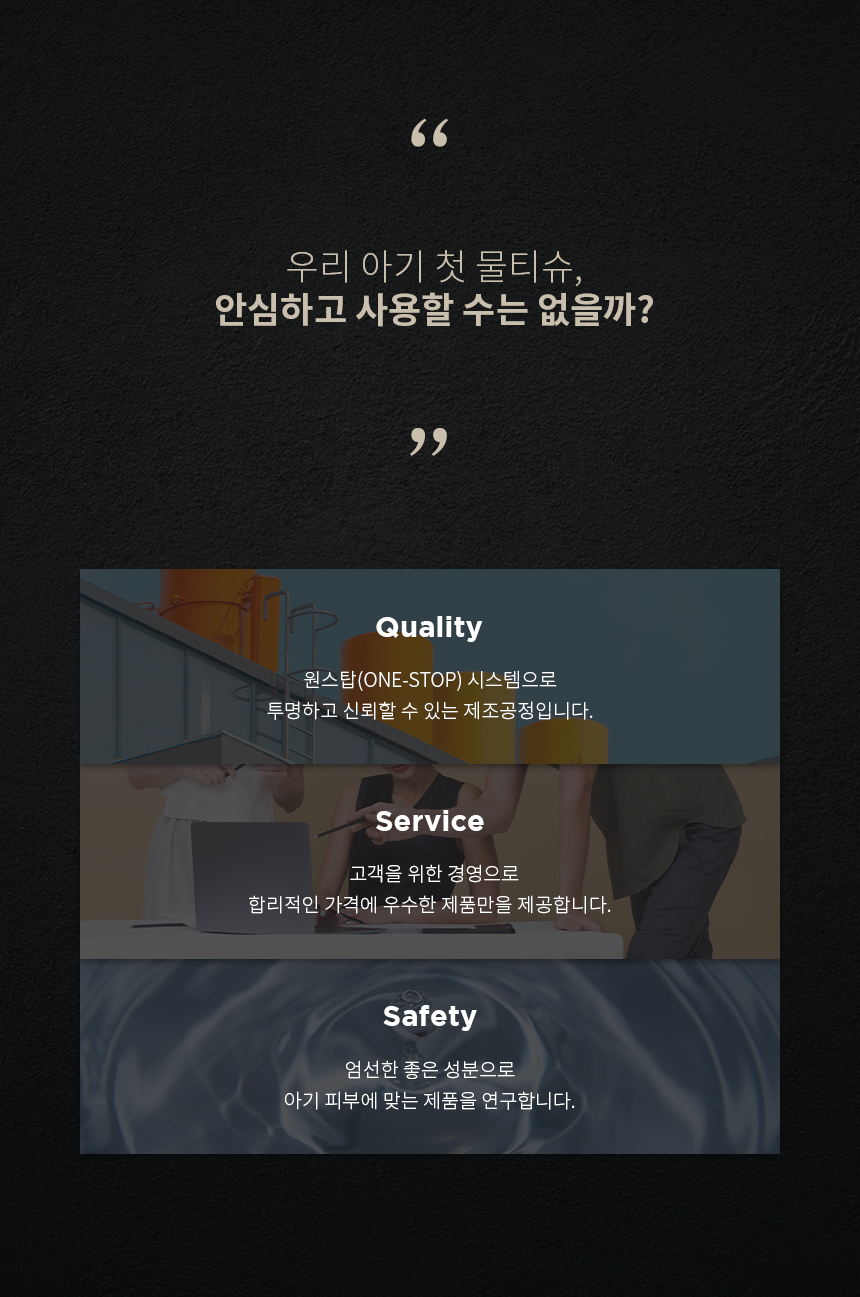 “
우리 아기 첫 물티슈,
안심하고 사용할 수는 없을까?
”
Quality
원스탑(ONE-STOP) 시스템으로
투명하고 신뢰할 수 있는 제조공정입니다.
Service
고객을 위한 경영으로
합리적인 가격에 우수한 제품만을 제공합니다.
Safety
엄선한 좋은 성분으로
아기 피부에 맞는 제품을 연구합니다.